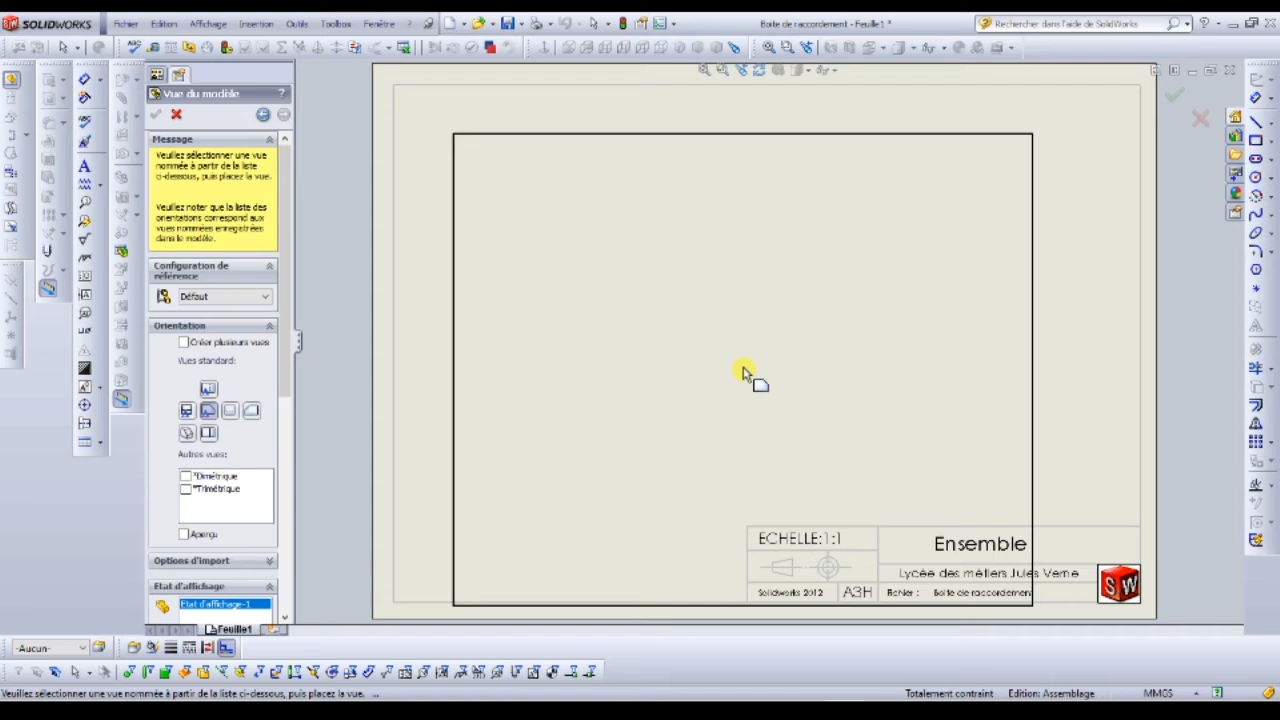 SOLIDWORKS Fichier Edition Affichage Insertion Outils Toolbox Fenêtre
Boite de raccordement - Feuille1 *
Rechercher dans l'aide de SolidWorks
Vue du modèle ?
Message
Veuillez sélectionner une vue
nommée à partir de la liste
ci-dessous, puis placez la vue.
Veuillez noter que la liste des
orientations correspond aux
vues nommées enregistrées
dans le modèle.
Configuration de
référence
Défaut
Orientation
Créer plusieurs vues
Vues standard:
Autres vues:
*Dimétrique
*Trimétrique
Aperçu
Options d'import
Etat d'affichage
Etat d'affichage-1
Feuille1
ECHELLE:1:1
Ensemble
Lycée des métiers Jules Verne
Solidworks 2012
A3H
Fichier : Boite de raccordement
SW
-Aucun-
Veuillez sélectionner une vue nommée à partir de la liste ci-dessous, puis placez la vue. ...
Totalement contraint
Edition: Assemblage
MMGS